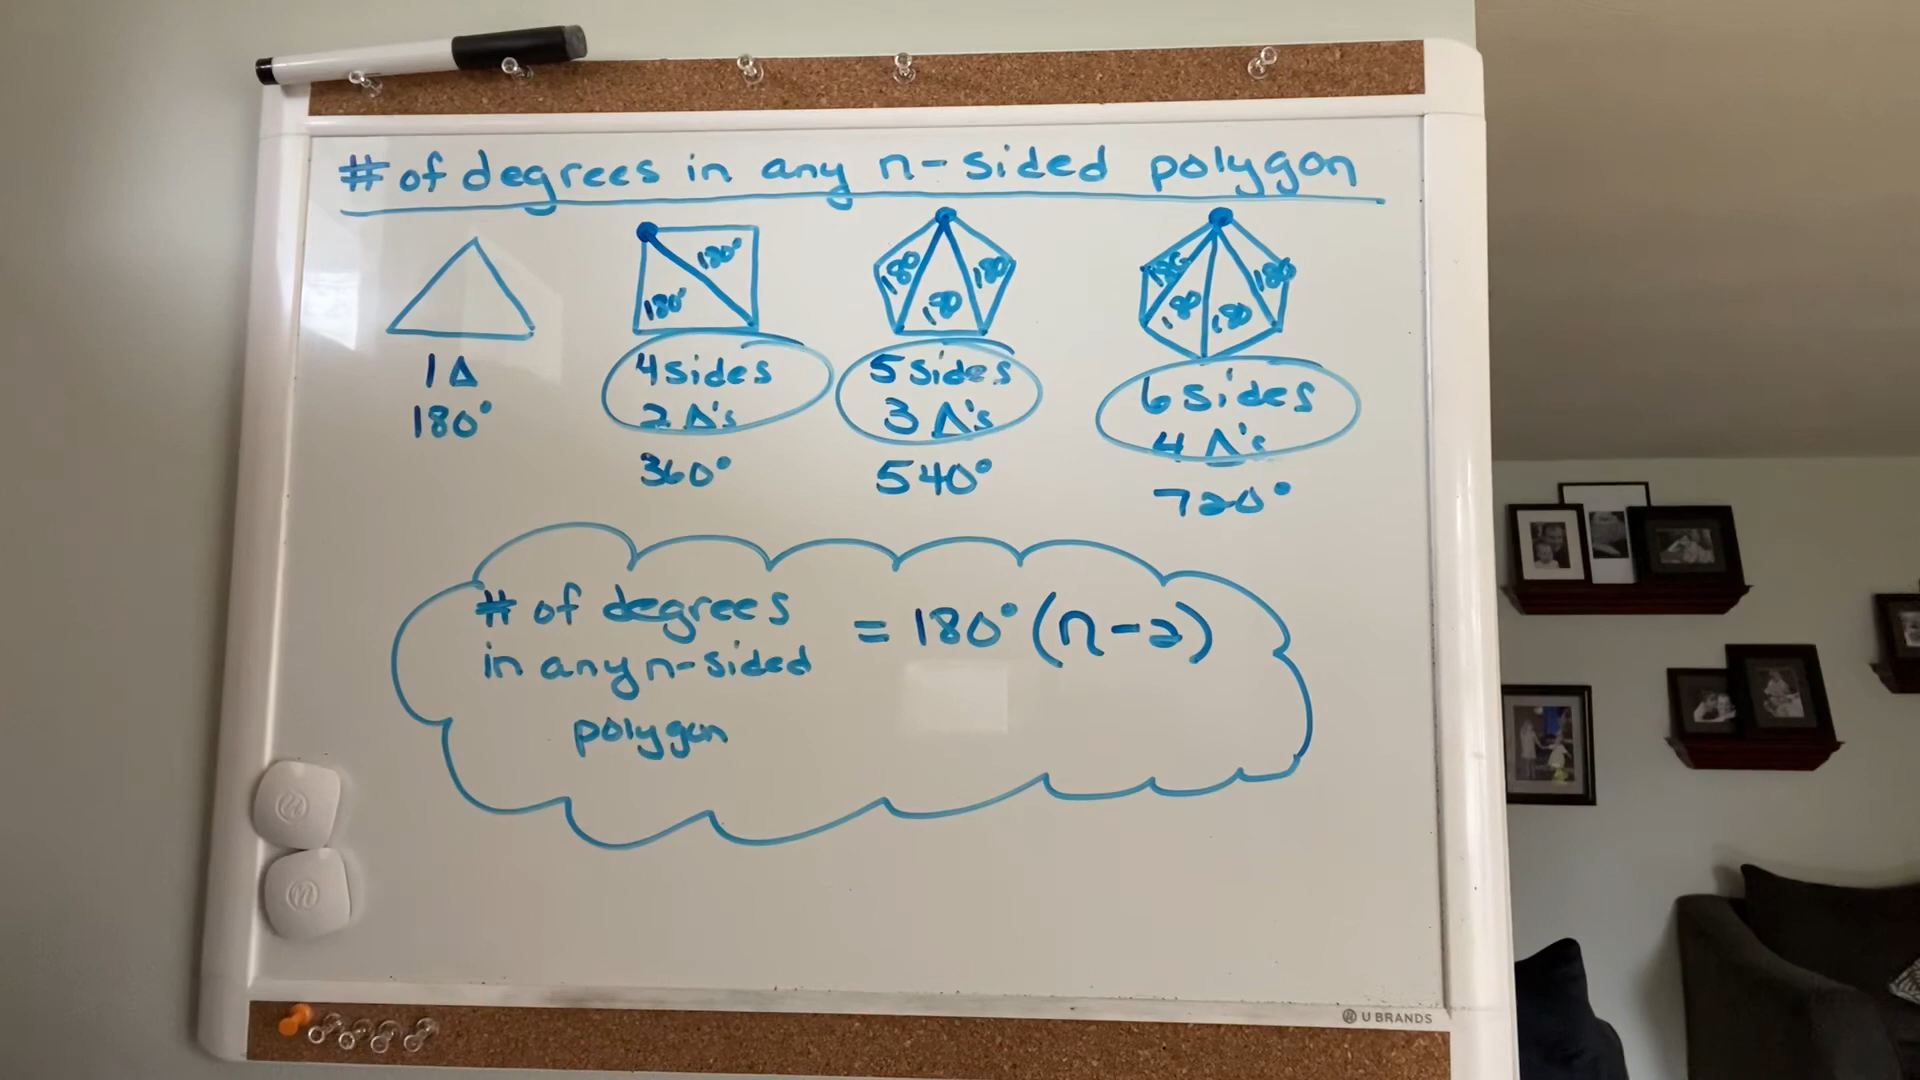 # of degrees in any n-sided polygon
180°
180°
180
180
180
180
180
180
180
1 Δ
180°
4 sides
2 Δ's
360°
5 sides
3 Δ's
540°
6 sides
4 Δ's
720°
# of degrees
in any n-sided
polygon
= 180° (n-2)
U BRANDS